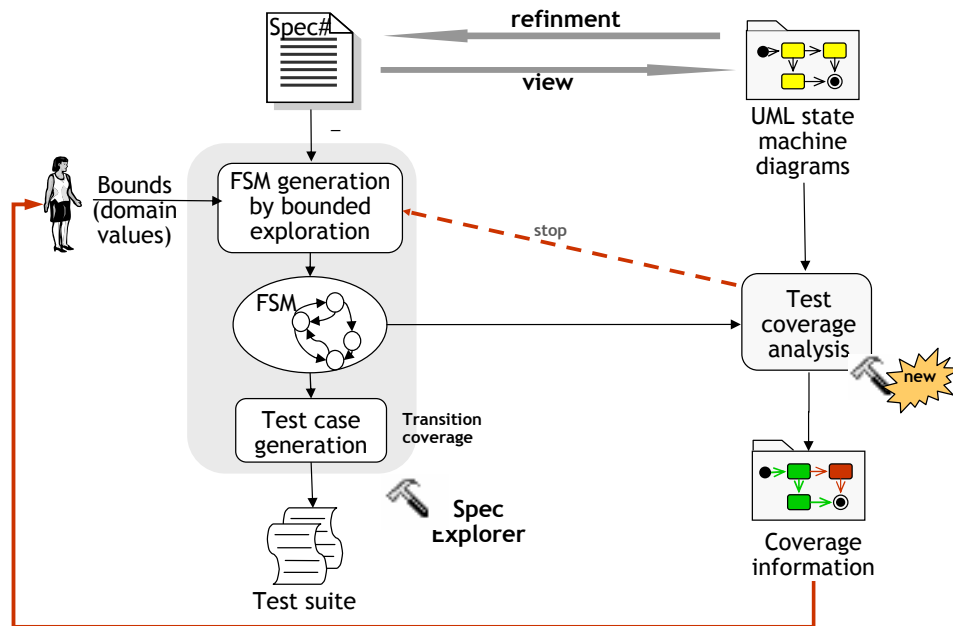 Spec#
refinment
view
UML state
machine
diagrams
–
Bounds
(domain
values)
FSM generation
by bounded
exploration
stop
FSM
Test
coverage
analysis
new
Test case
generation
Transition
coverage
Spec
Explorer
Test suite
Coverage
information